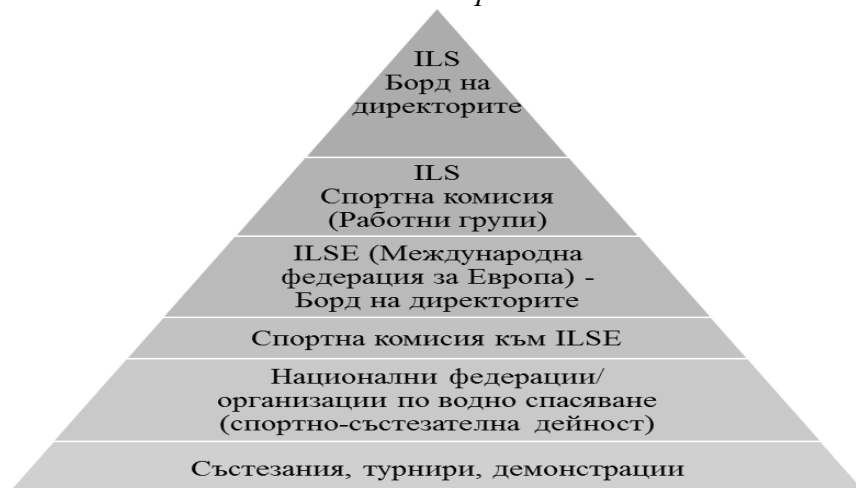 ILS
Борд на
директорите
ILS
Спортна комисия
(Работни групи)
ILSE (Международна
федерация за Европа) -
Борд на директорите
Спортна комисия към ILSE
Национални федерации/
организации по водно спасяване
(спортно-състезателна дейност)
Състезания, турнири, демонстрации